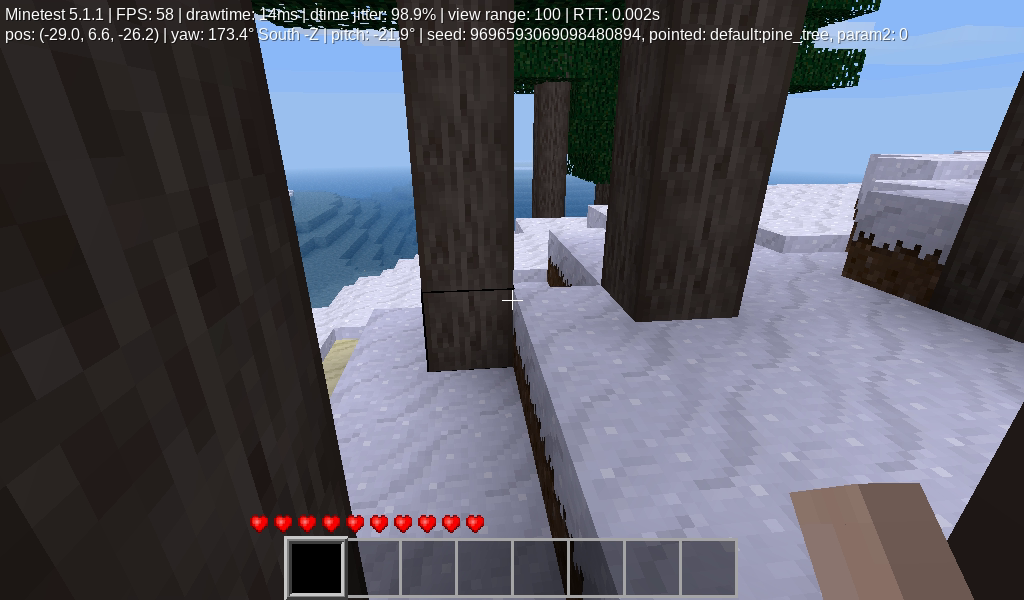 Minetest 5.1.1 | FPS: 58 | drawtime: 14ms | dtime jitter: 98.9% | view range: 100 | RTT: 0.002s
pos: (-29.0, 6.6, -26.2) | yaw: 173.4° South -Z | pitch: -21.9° | seed: 9696593069098480894, pointed: default:pine_tree, param2: 0